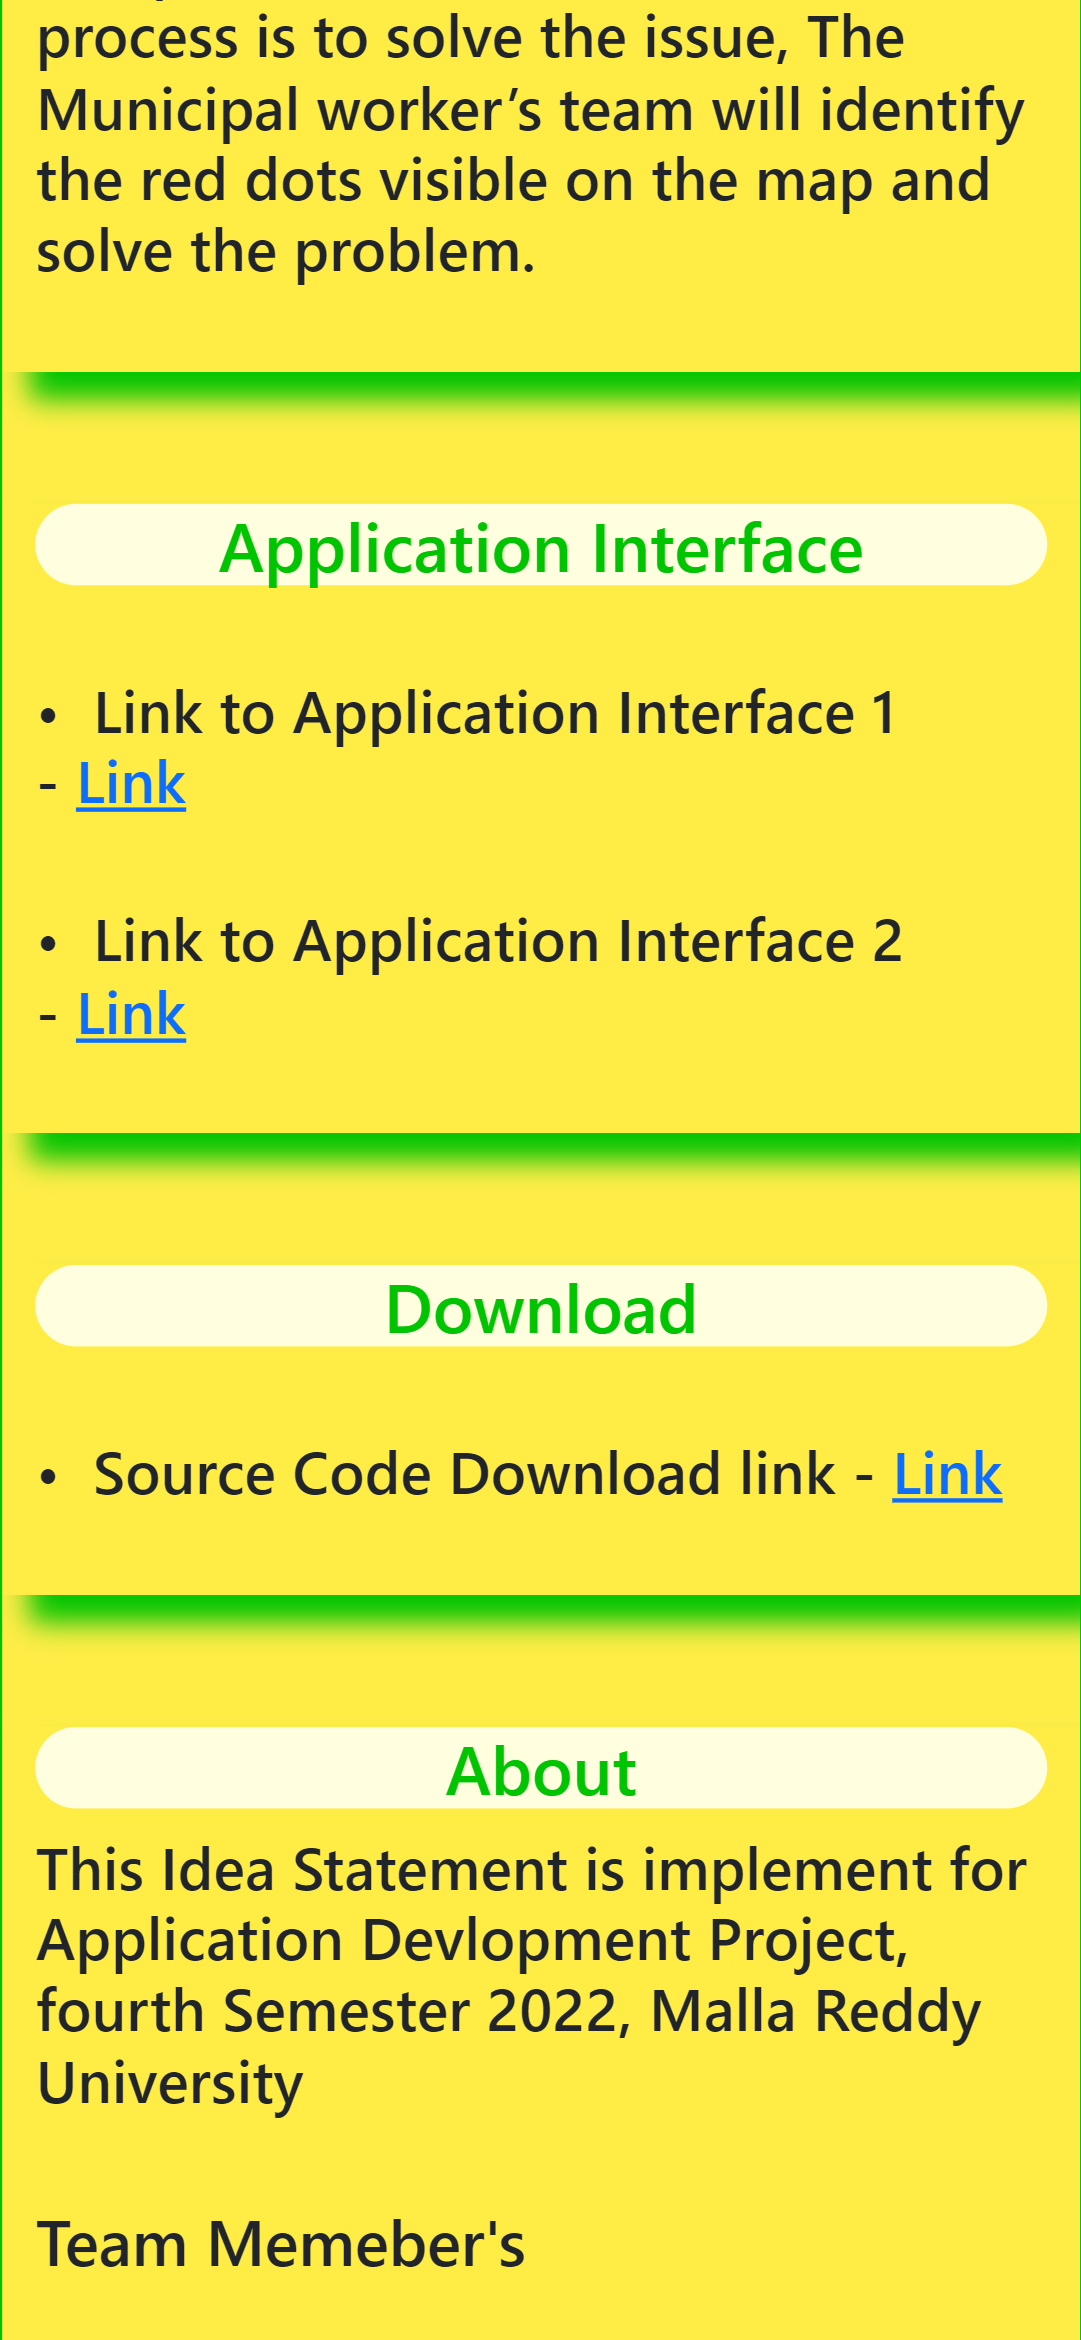 process is to solve the issue, The
Municipal worker’s team will identify
the red dots visible on the map and
solve the problem.
Application Interface
• Link to Application Interface 1
- Link
• Link to Application Interface 2
- Link
Download
• Source Code Download link - Link
About
This Idea Statement is implement for
Application Devlopment Project,
fourth Semester 2022, Malla Reddy
University
Team Memeber's